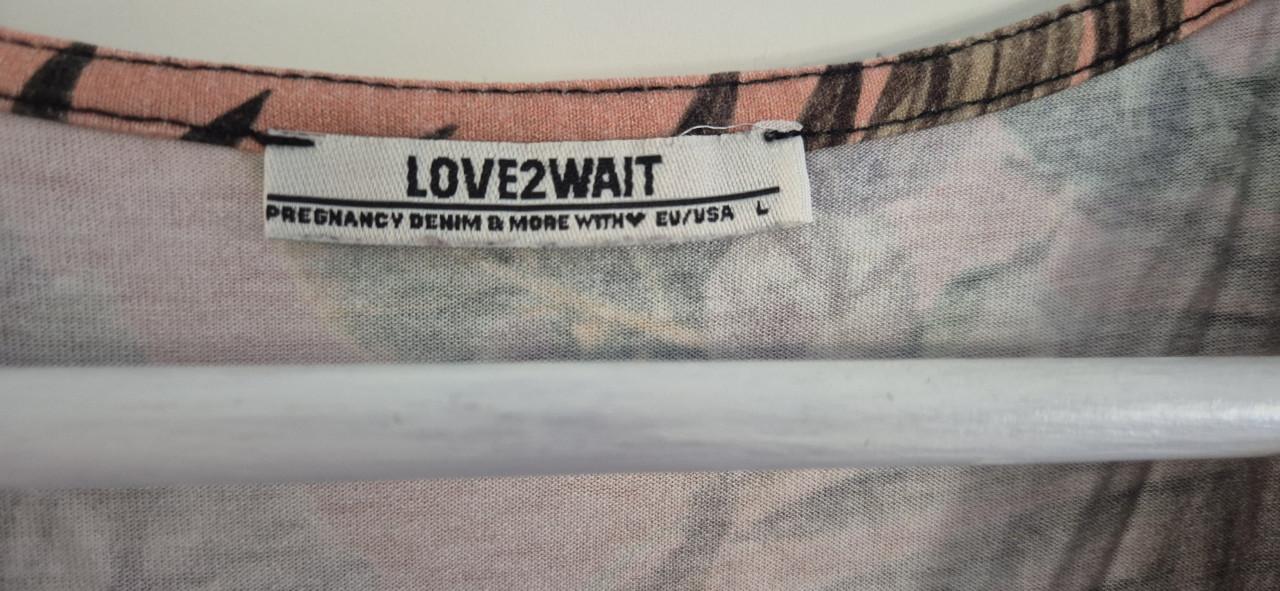 LOVE2WAIT
PREGNANCY DENIM & MORE WITH♥ EU/USA L